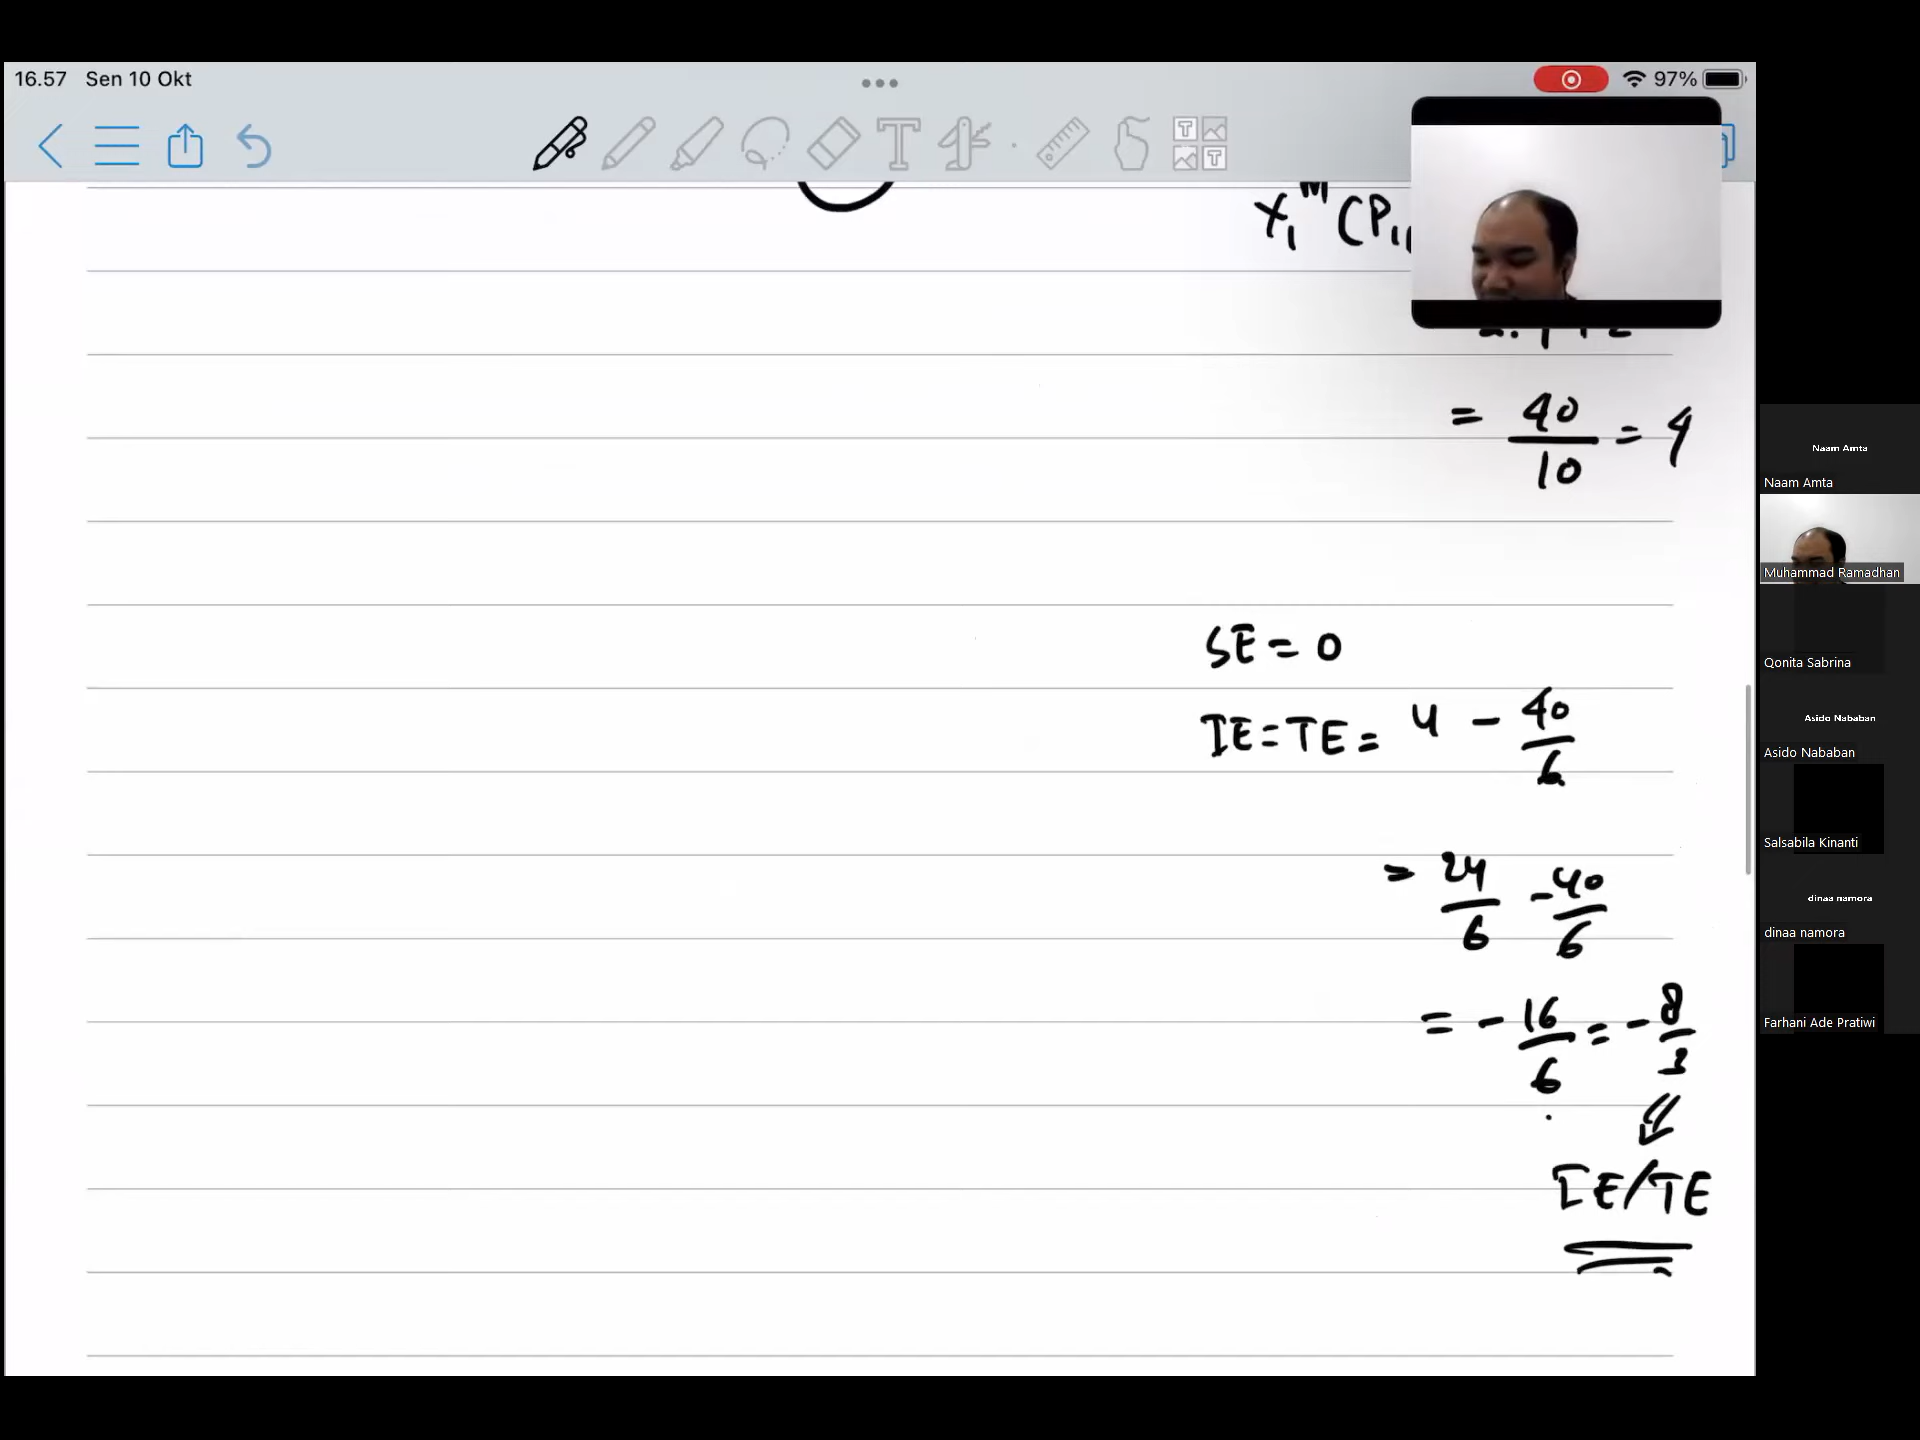 16.57 Sen 10 Okt
97%
X₁ᵐ (P₁₁
= 40/10 = 4
SE = 0
IE = TE = 4 - 40/6
= 24/6 - 40/6
= - 16/6 = - 8/3
IE/TE
Naam Amta
Naam Amta
Muhammad Ramadhan
Qonita Sabrina
Asido Nababan
Asido Nababan
Salsabila Kinanti
dinaa namora
dinaa namora
Farhani Ade Pratiwi